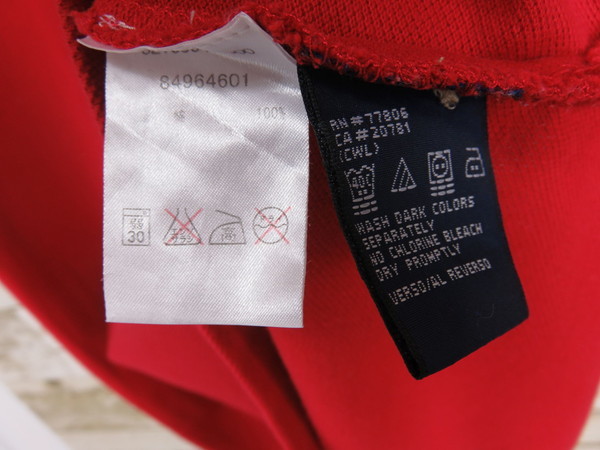 84964601
100%
30
RN#77806
CA#20781
(CWL)
40C
WASH DARK COLORS
SEPARATELY
NO CHLORINE BLEACH
DRY PROMPTLY
VERSO/AL REVERSO